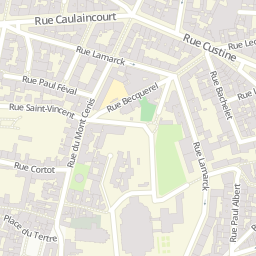 Rue Caulaincourt
Rue Lamarck
Rue Custine
Rue Paul Féval
Rue Becquerel
Rue Bachelet
Rue Saint-Vincent
Rue du Mont Cenis
Rue Cortot
Rue Lamarck
Rue Paul Albert
Place du Tertre